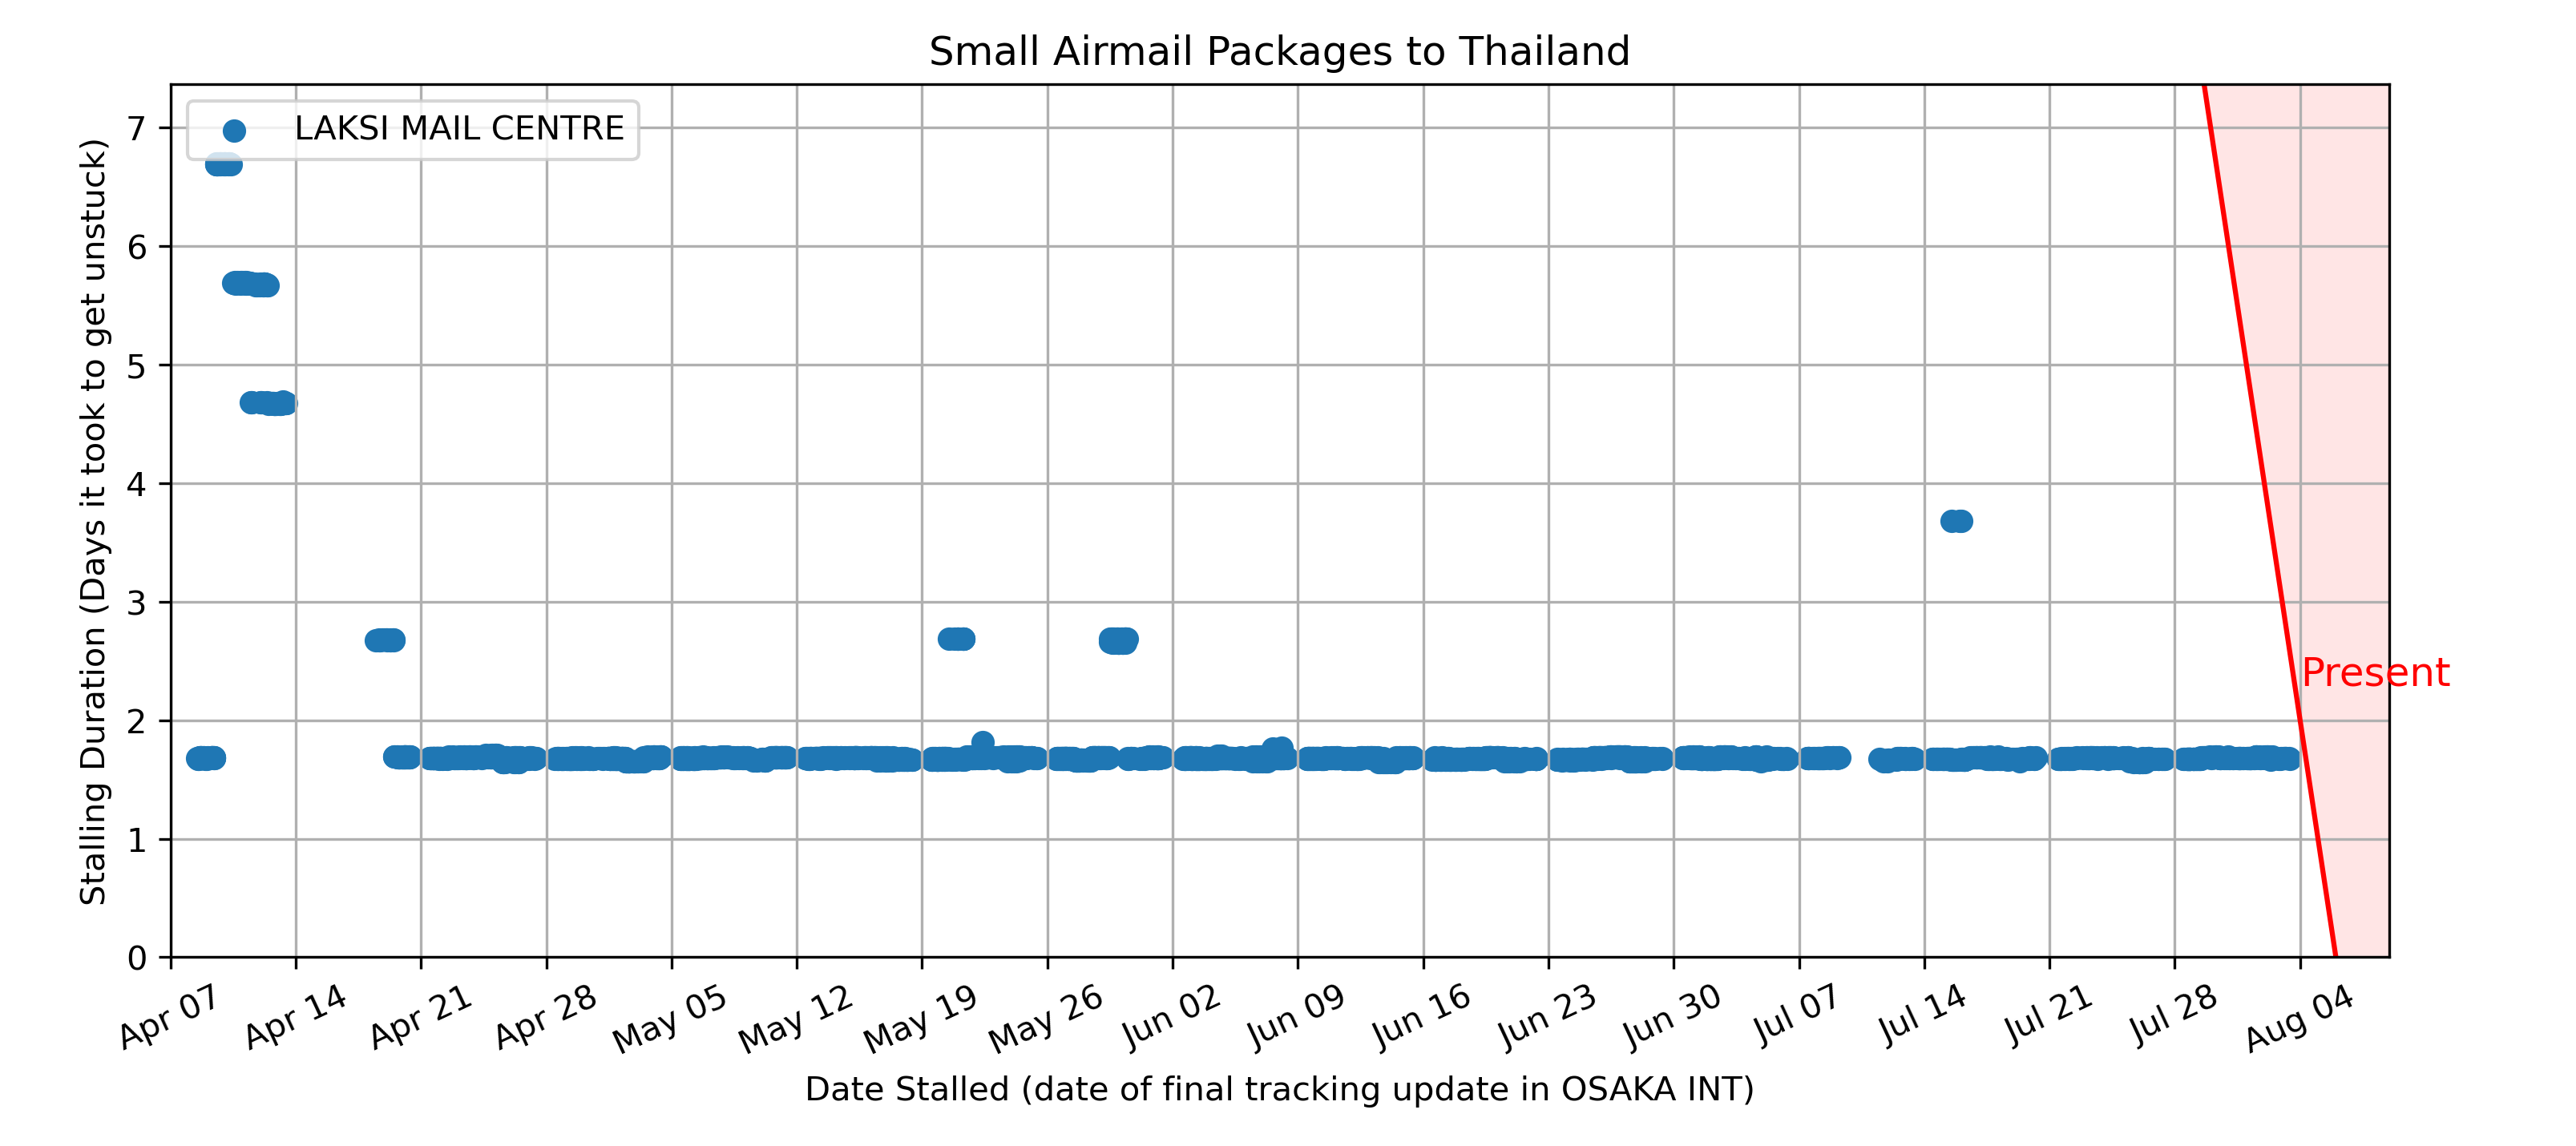 Small Airmail Packages to Thailand
LAKSI MAIL CENTRE
Stalling Duration (Days it took to get unstuck)
7
6
5
4
3
2
1
0
Present
Apr 07
Apr 14
Apr 21
Apr 28
May 05
May 12
May 19
May 26
Jun 02
Jun 09
Jun 16
Jun 23
Jun 30
Jul 07
Jul 14
Jul 21
Jul 28
Aug 04
Date Stalled (date of final tracking update in OSAKA INT)